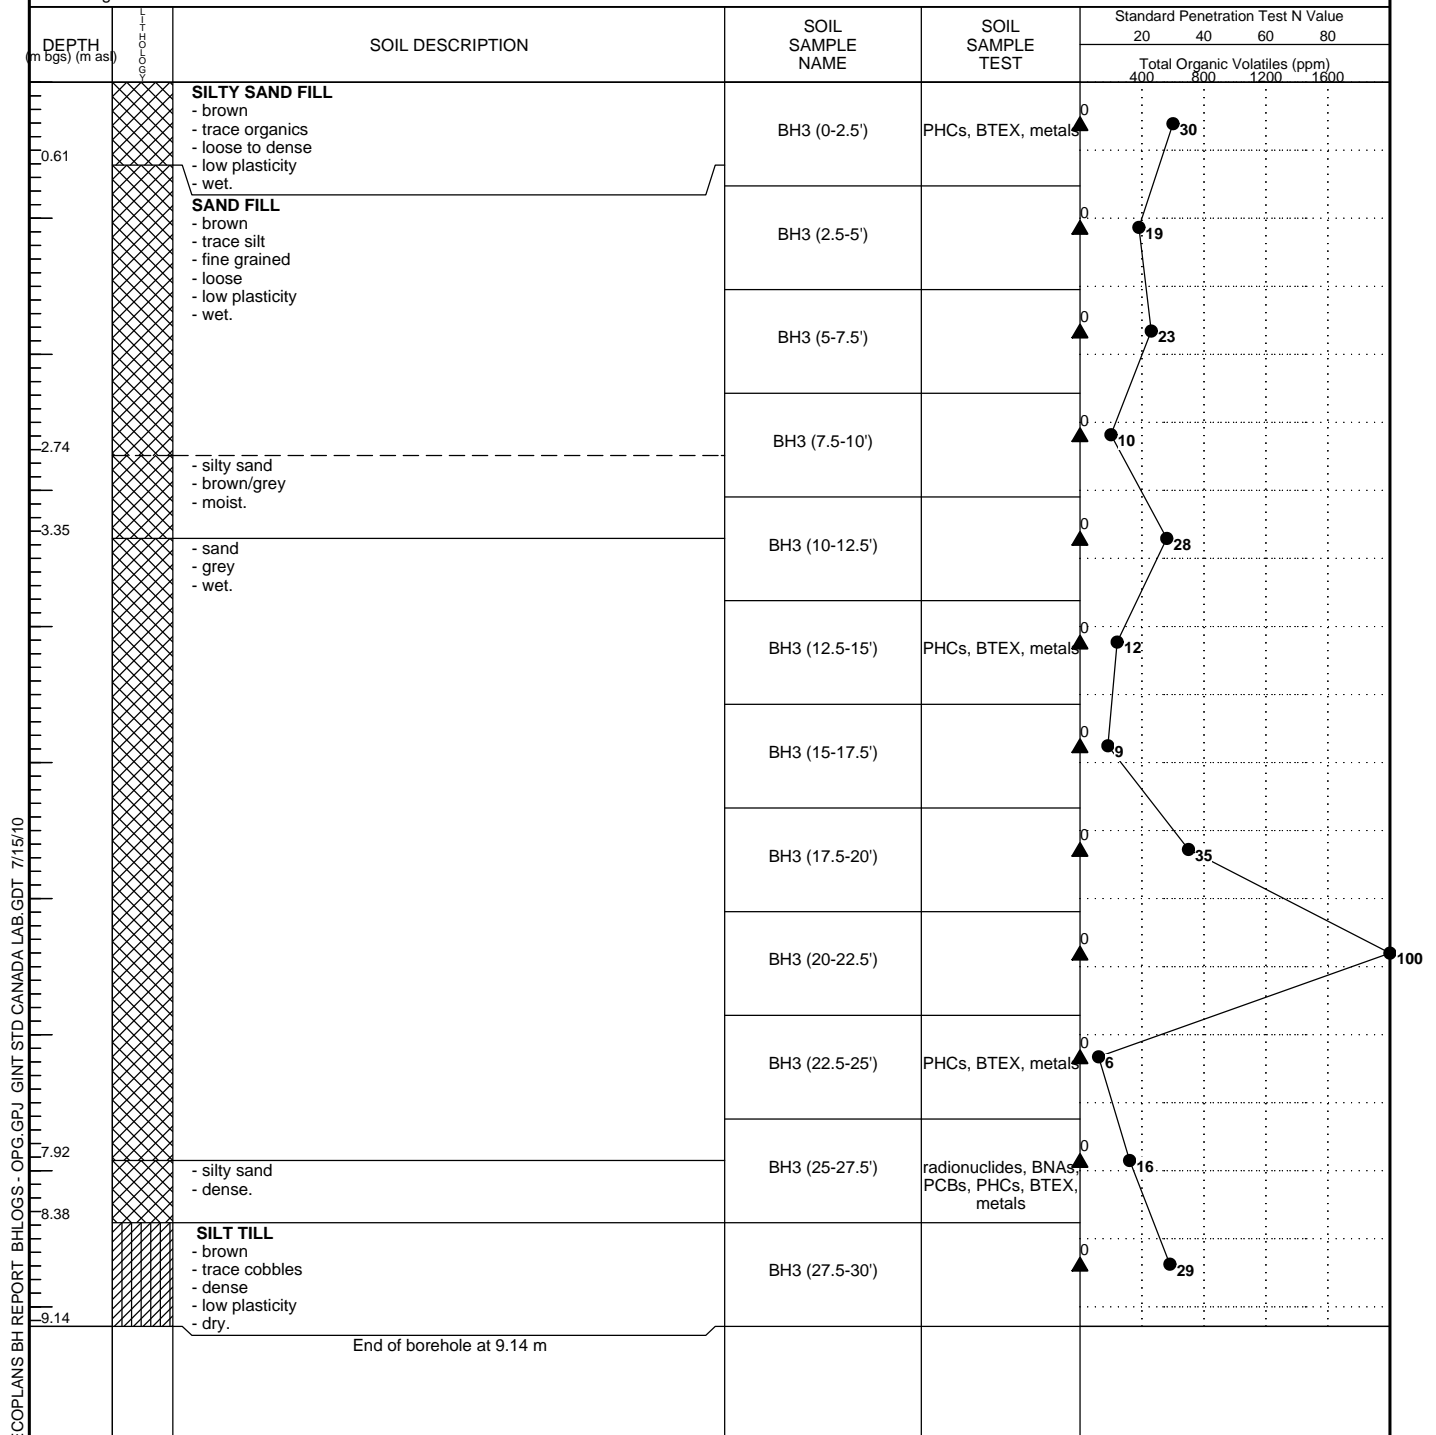 DEPTH
(m bgs) (m asl)
LITHOLOGY
SOIL DESCRIPTION
SOIL
SAMPLE
NAME
SOIL
SAMPLE
TEST
Standard Penetration Test N Value
20 40 60 80
Total Organic Volatiles (ppm)
400 800 1200 1600
SILTY SAND FILL
- brown
- trace organics
- loose to dense
- low plasticity
- wet.
BH3 (0-2.5')
PHCs, BTEX, metals
0
30
0.61
SAND FILL
- brown
- trace silt
- fine grained
- loose
- low plasticity
- wet.
BH3 (2.5-5')
0
19
BH3 (5-7.5')
0
23
BH3 (7.5-10')
0
10
2.74
- silty sand
- brown/grey
- moist.
3.35
- sand
- grey
- wet.
BH3 (10-12.5')
0
28
BH3 (12.5-15')
PHCs, BTEX, metals
0
12
BH3 (15-17.5')
0
9
BH3 (17.5-20')
0
35
BH3 (20-22.5')
0
100
BH3 (22.5-25')
PHCs, BTEX, metals
0
6
7.92
- silty sand
- dense.
BH3 (25-27.5')
radionuclides, BNAs,
PCBs, PHCs, BTEX,
metals
0
16
8.38
SILT TILL
- brown
- trace cobbles
- dense
- low plasticity
- dry.
BH3 (27.5-30')
0
29
9.14
End of borehole at 9.14 m
ECOPLANS BH REPORT BHLOGS - OPG.GPJ GINT STD CANADA LAB.GDT 7/15/10